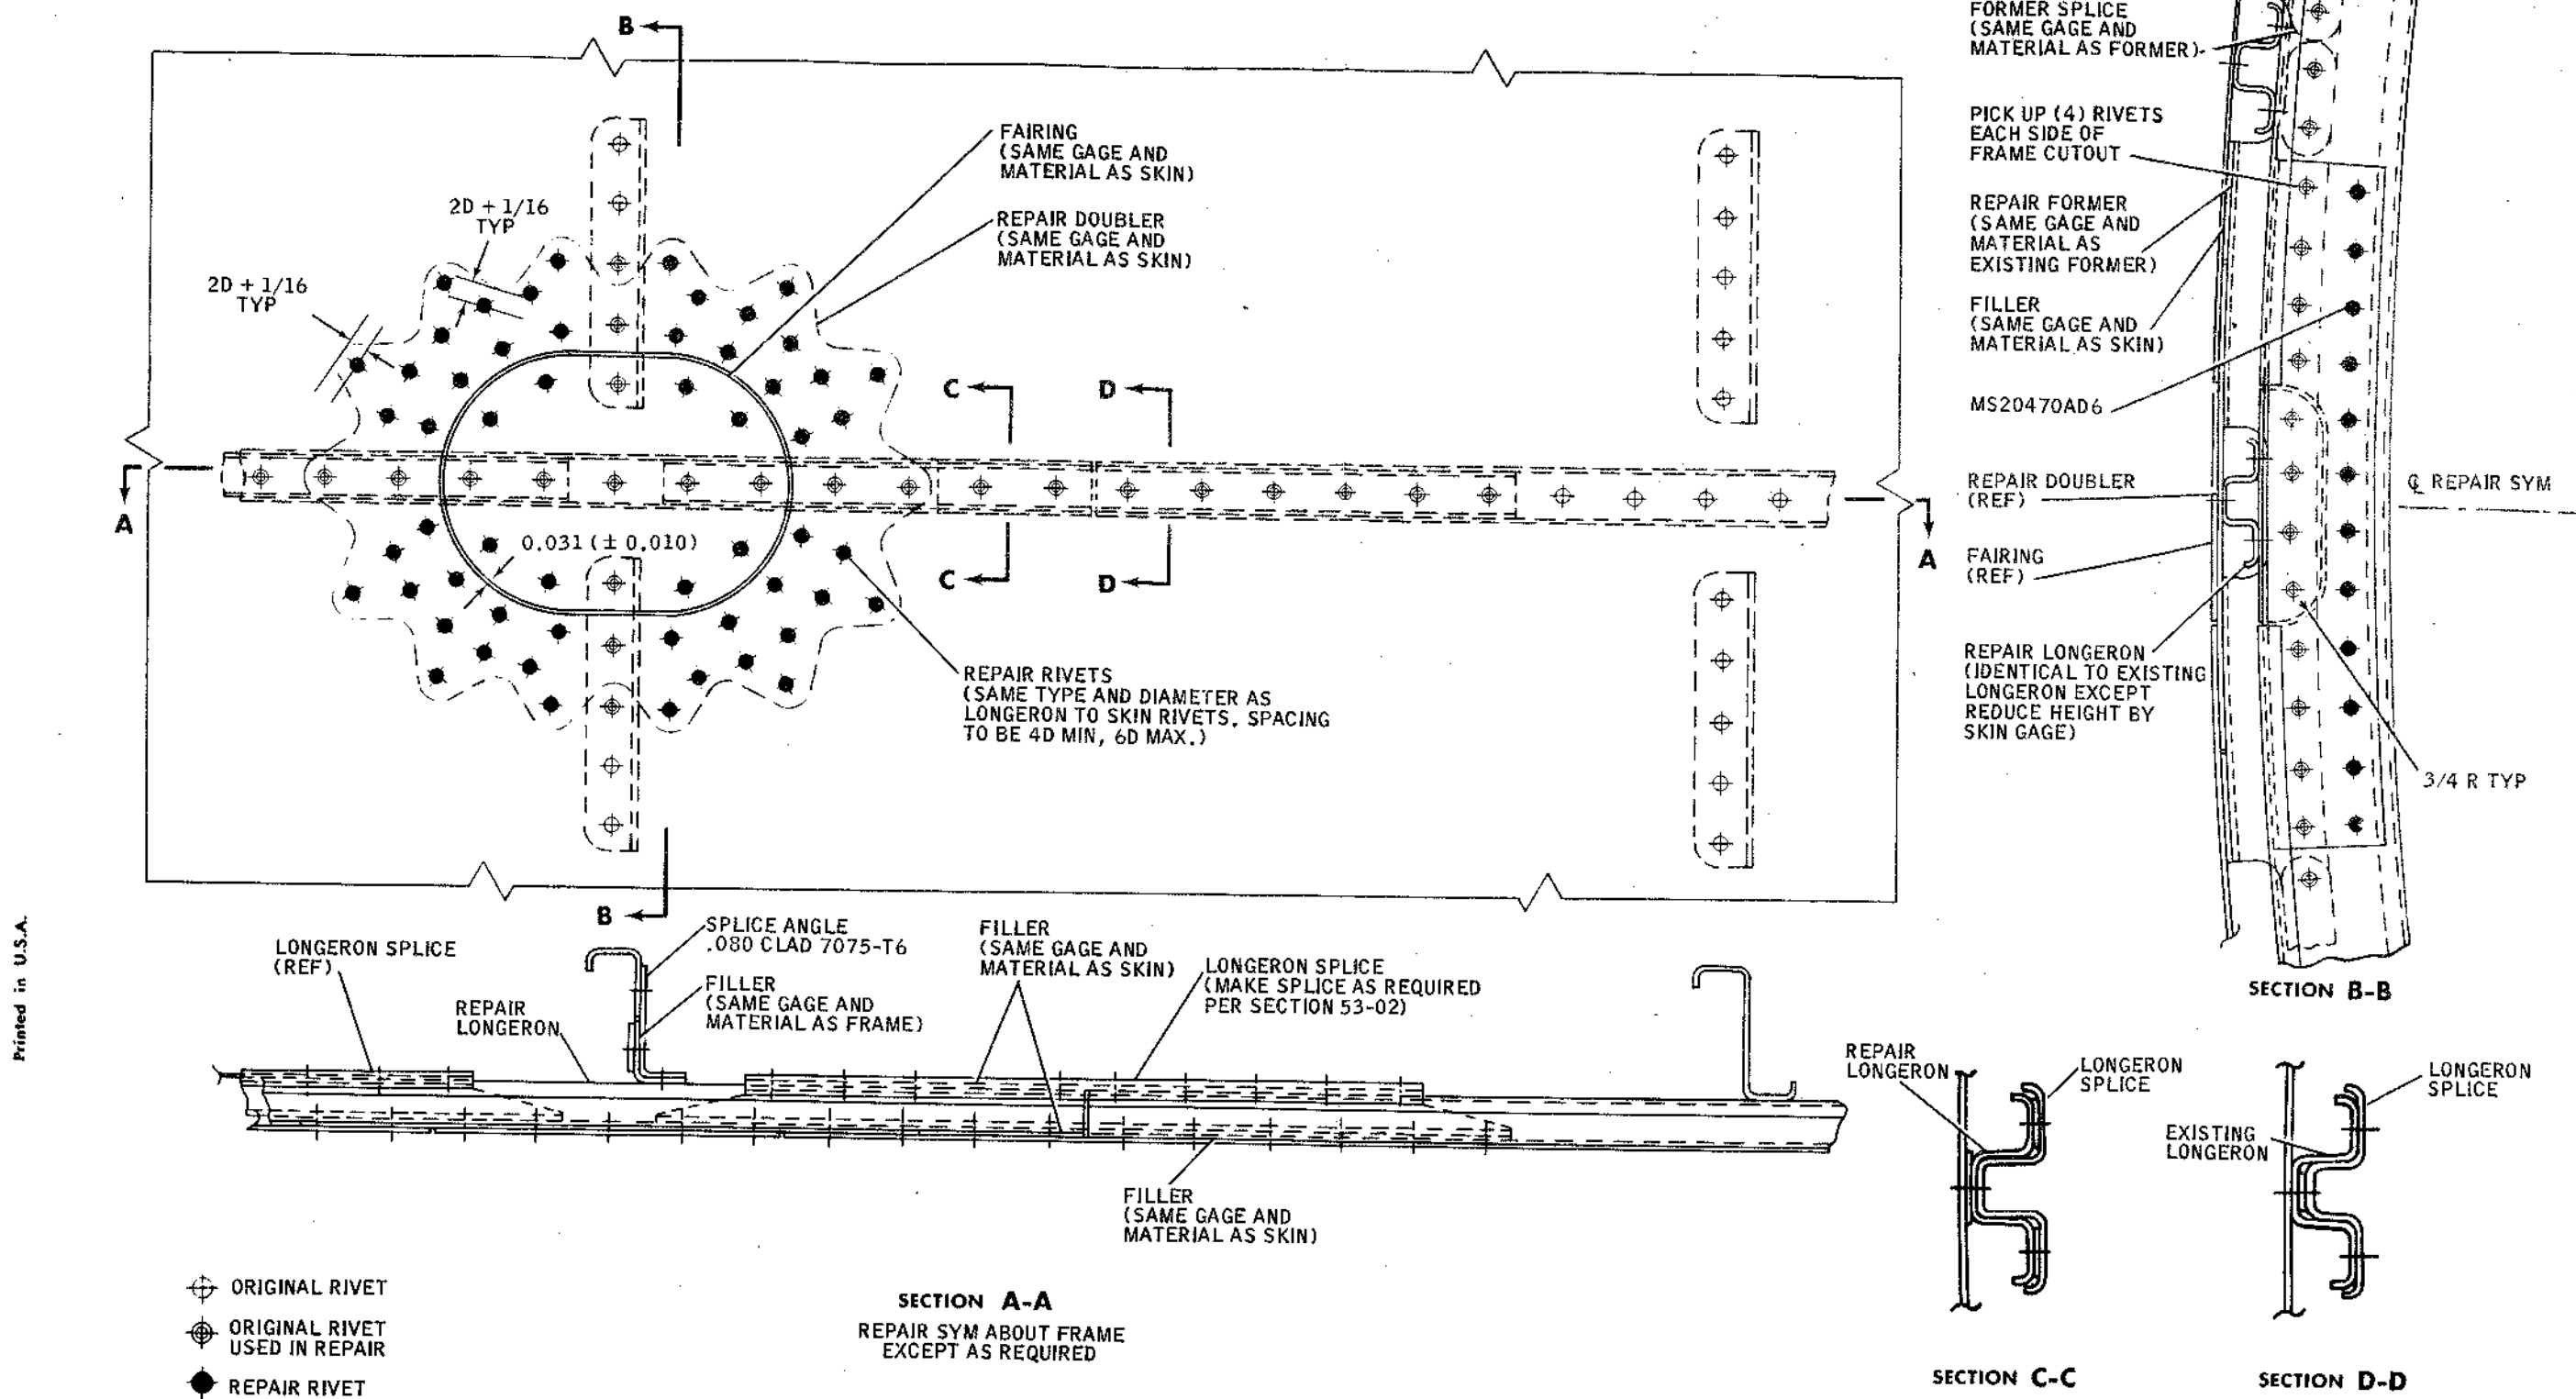 B
FAIRING
(SAME GAGE AND
MATERIAL AS SKIN)
2D + 1/16
TYP
REPAIR DOUBLER
(SAME GAGE AND
MATERIAL AS SKIN)
2D + 1/16
TYP
C
D
A
A
0.031 (± 0.010)
C
D
REPAIR RIVETS
(SAME TYPE AND DIAMETER AS
LONGERON TO SKIN RIVETS. SPACING
TO BE 4D MIN, 6D MAX.)
B
FORMER SPLICE
(SAME GAGE AND
MATERIAL AS FORMER)
PICK UP (4) RIVETS
EACH SIDE OF
FRAME CUTOUT
REPAIR FORMER
(SAME GAGE AND
MATERIAL AS
EXISTING FORMER)
FILLER
(SAME GAGE AND
MATERIAL AS SKIN)
MS20470AD6
REPAIR DOUBLER
(REF)
℄ REPAIR SYM
FAIRING
(REF)
REPAIR LONGERON
(IDENTICAL TO EXISTING
LONGERON EXCEPT
REDUCE HEIGHT BY
SKIN GAGE)
3/4 R TYP
SECTION B-B
Printed in U.S.A.
LONGERON SPLICE
(REF)
REPAIR
LONGERON
SPLICE ANGLE
.080 CLAD 7075-T6
FILLER
(SAME GAGE AND
MATERIAL AS FRAME)
FILLER
(SAME GAGE AND
MATERIAL AS SKIN)
LONGERON SPLICE
(MAKE SPLICE AS REQUIRED
PER SECTION 53-02)
FILLER
(SAME GAGE AND
MATERIAL AS SKIN)
REPAIR
LONGERON
LONGERON
SPLICE
EXISTING
LONGERON
LONGERON
SPLICE
ORIGINAL RIVET
ORIGINAL RIVET
USED IN REPAIR
REPAIR RIVET
SECTION A-A
REPAIR SYM ABOUT FRAME
EXCEPT AS REQUIRED
SECTION C-C
SECTION D-D